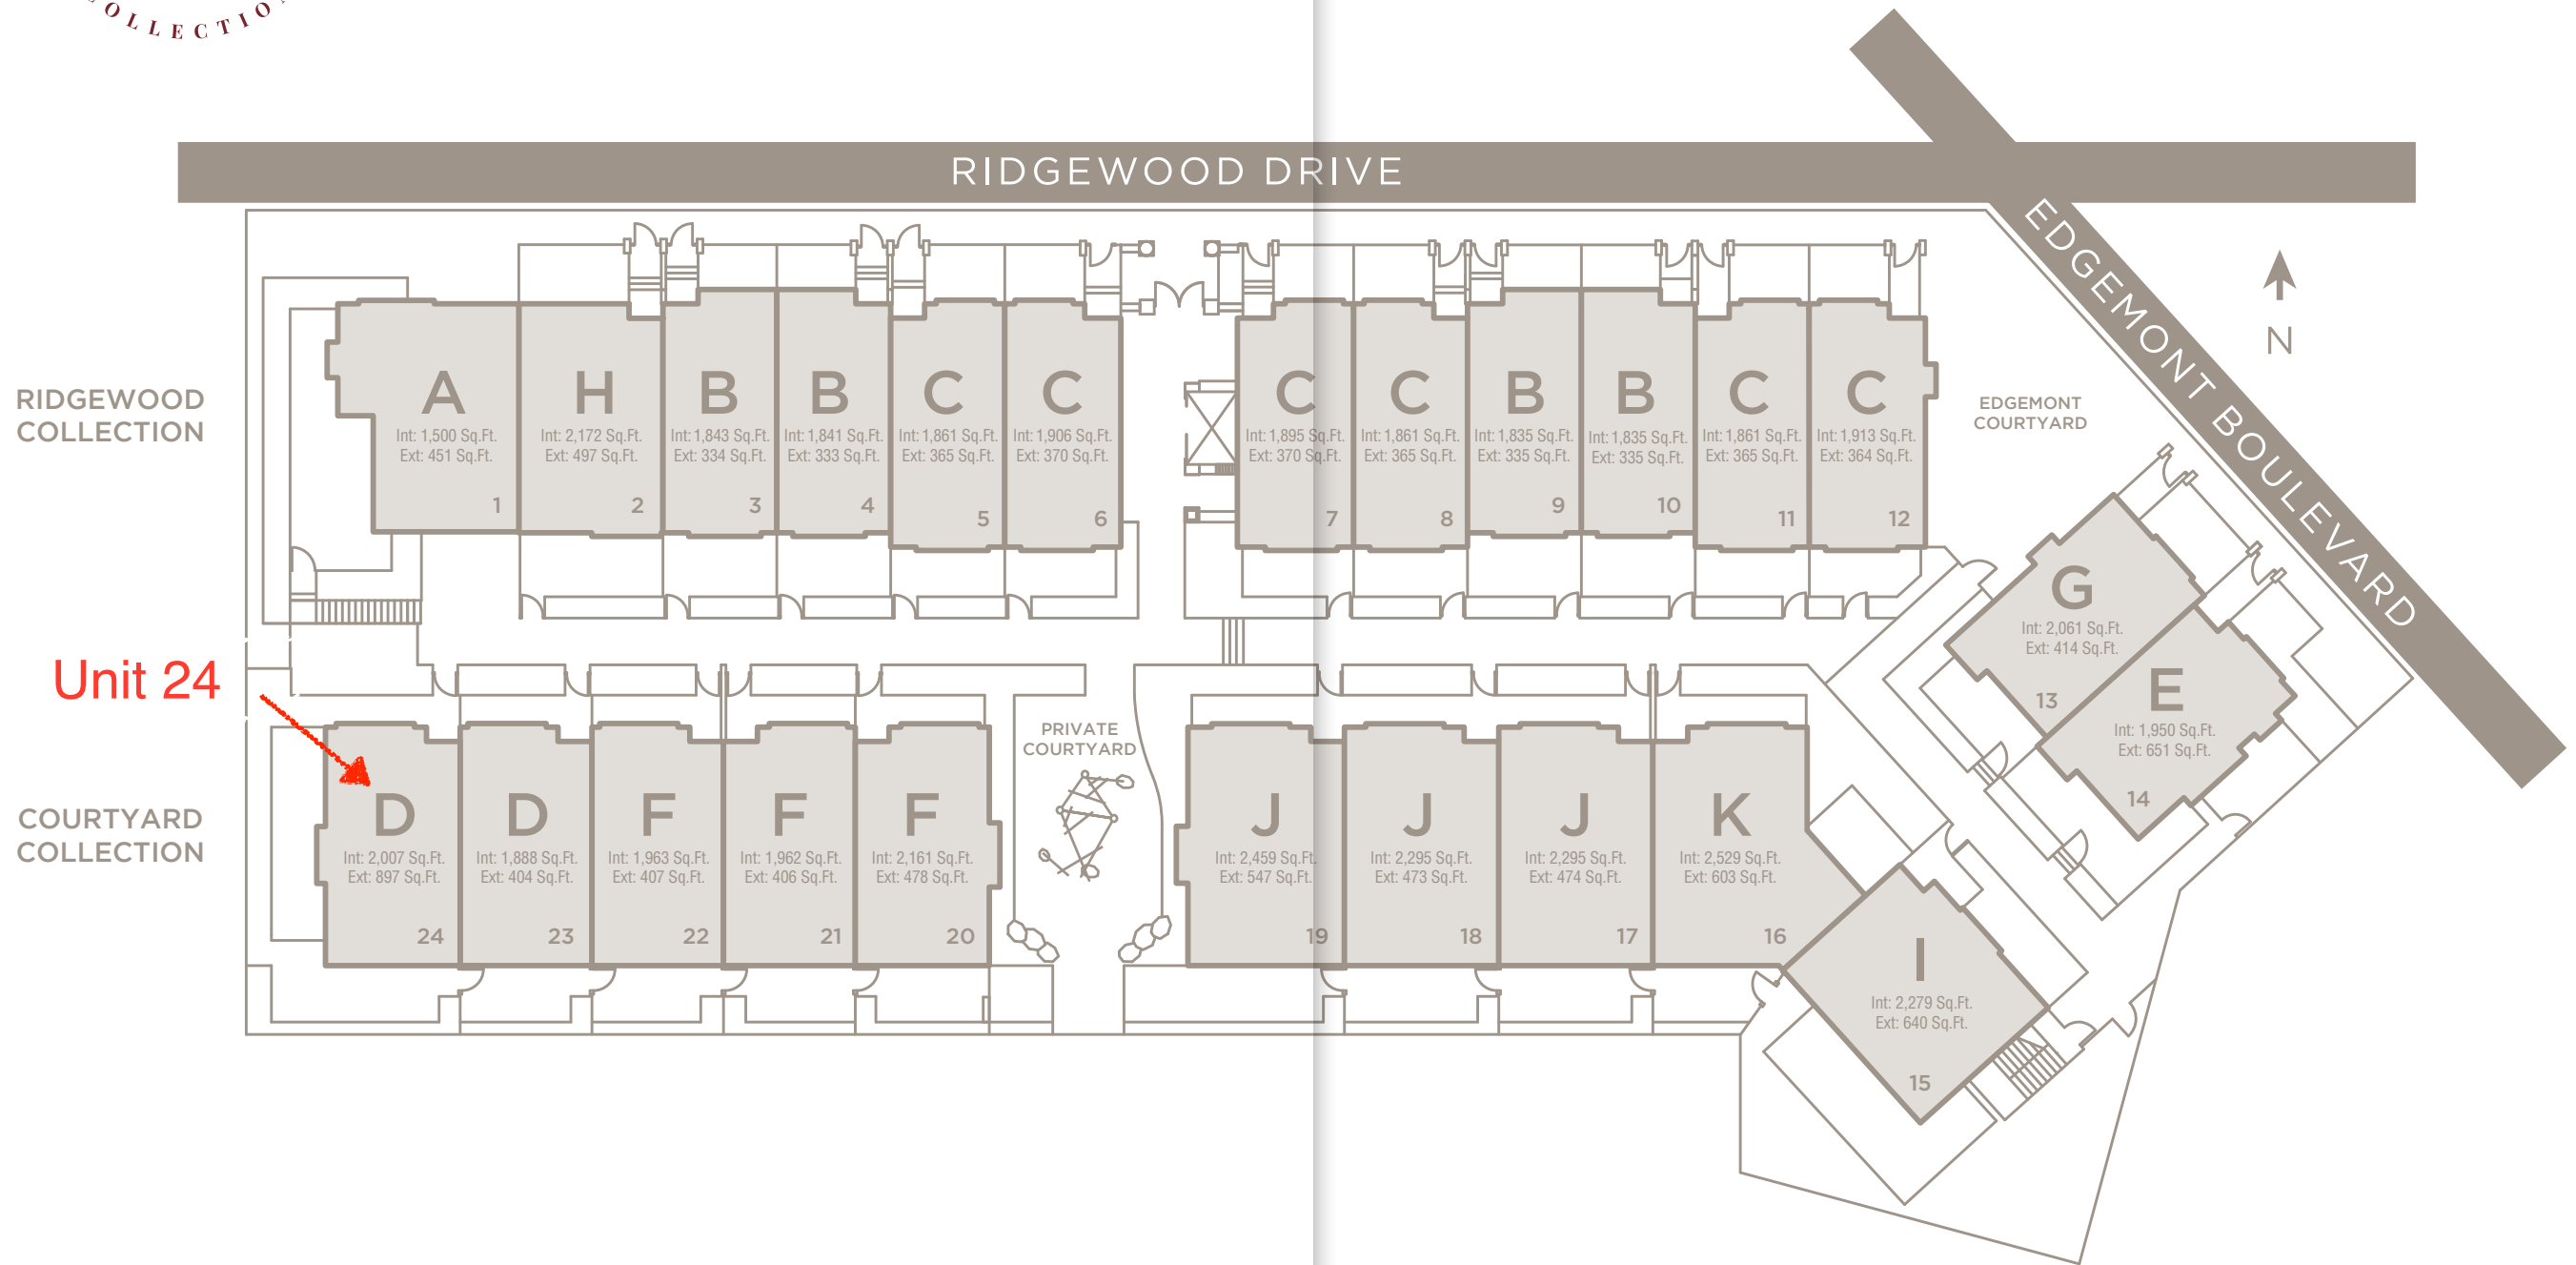 COLLECTION
RIDGEWOOD DRIVE
EDGEMONT BOULEVARD
N
RIDGEWOOD
COLLECTION
A
Int: 1,500 Sq.Ft.
Ext: 451 Sq.Ft.
1
H
Int: 2,172 Sq.Ft.
Ext: 497 Sq.Ft.
2
B
Int: 1,843 Sq.Ft.
Ext: 334 Sq.Ft.
3
B
Int: 1,841 Sq.Ft.
Ext: 333 Sq.Ft.
4
C
Int: 1,861 Sq.Ft.
Ext: 365 Sq.Ft.
5
C
Int: 1,906 Sq.Ft.
Ext: 370 Sq.Ft.
6
C
Int: 1,895 Sq.Ft.
Ext: 370 Sq.Ft.
7
C
Int: 1,861 Sq.Ft.
Ext: 365 Sq.Ft.
8
B
Int: 1,835 Sq.Ft.
Ext: 335 Sq.Ft.
9
B
Int: 1,835 Sq.Ft.
Ext: 335 Sq.Ft.
10
C
Int: 1,861 Sq.Ft.
Ext: 365 Sq.Ft.
11
C
Int: 1,913 Sq.Ft.
Ext: 364 Sq.Ft.
12
EDGEMONT
COURTYARD
G
Int: 2,061 Sq.Ft.
Ext: 414 Sq.Ft.
13
E
Int: 1,950 Sq.Ft.
Ext: 651 Sq.Ft.
14
Unit 24
COURTYARD
COLLECTION
D
Int: 2,007 Sq.Ft.
Ext: 897 Sq.Ft.
24
D
Int: 1,888 Sq.Ft.
Ext: 404 Sq.Ft.
23
F
Int: 1,963 Sq.Ft.
Ext: 407 Sq.Ft.
22
F
Int: 1,962 Sq.Ft.
Ext: 406 Sq.Ft.
21
F
Int: 2,161 Sq.Ft.
Ext: 478 Sq.Ft.
20
PRIVATE
COURTYARD
J
Int: 2,459 Sq.Ft.
Ext: 547 Sq.Ft.
19
J
Int: 2,295 Sq.Ft.
Ext: 473 Sq.Ft.
18
J
Int: 2,295 Sq.Ft.
Ext: 474 Sq.Ft.
17
K
Int: 2,529 Sq.Ft.
Ext: 603 Sq.Ft.
16
I
Int: 2,279 Sq.Ft.
Ext: 640 Sq.Ft.
15